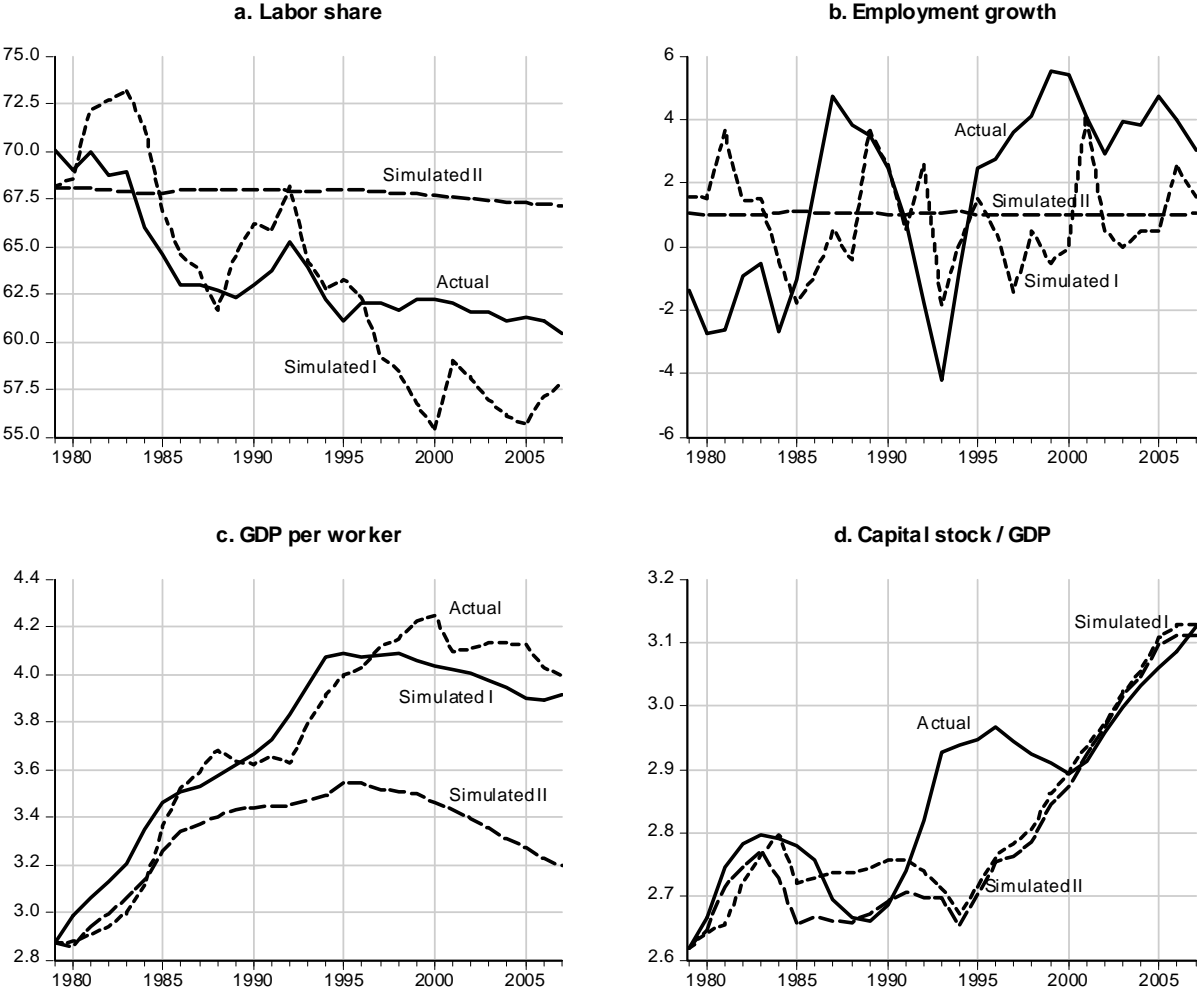 a. Labor share
75.0
72.5
70.0
67.5
65.0
62.5
60.0
57.5
55.0
Simulated II
Actual
Simulated I
1980 1985 1990 1995 2000 2005
b. Employment growth
6
4
2
0
-2
-4
-6
Actual
Simulated II
Simulated I
1980 1985 1990 1995 2000 2005
c. GDP per worker
4.4
4.2
4.0
3.8
3.6
3.4
3.2
3.0
2.8
Actual
Simulated I
Simulated II
1980 1985 1990 1995 2000 2005
d. Capital stock / GDP
3.2
3.1
3.0
2.9
2.8
2.7
2.6
Simulated I
Actual
Simulated II
1980 1985 1990 1995 2000 2005